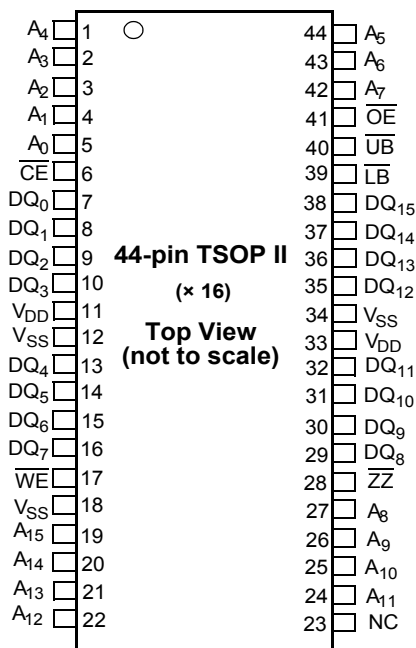 A4 1 44 A5
A3 2 43 A6
A2 3 42 A7
A1 4 41 OE
A0 5 40 UB
CE 6 39 LB
DQ0 7 38 DQ15
DQ1 8 37 DQ14
DQ2 9 44-pin TSOP II 36 DQ13
DQ3 10 (× 16) 35 DQ12
VDD 11 34 VSS
VSS 12 Top View 33 VDD
DQ4 13 (not to scale) 32 DQ11
DQ5 14 31 DQ10
DQ6 15 30 DQ9
DQ7 16 29 DQ8
WE 17 28 ZZ
VSS 18 27 A8
A15 19 26 A9
A14 20 25 A10
A13 21 24 A11
A12 22 23 NC